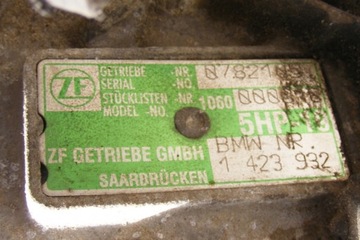 GETRIEBE -NR.
SERIAL -NO.
STÜCKLISTEN -NR. 1060
MODEL -NO.
ZF
ZF GETRIEBE GMBH
SAARBRÜCKEN
BMW NR.
1 423 932